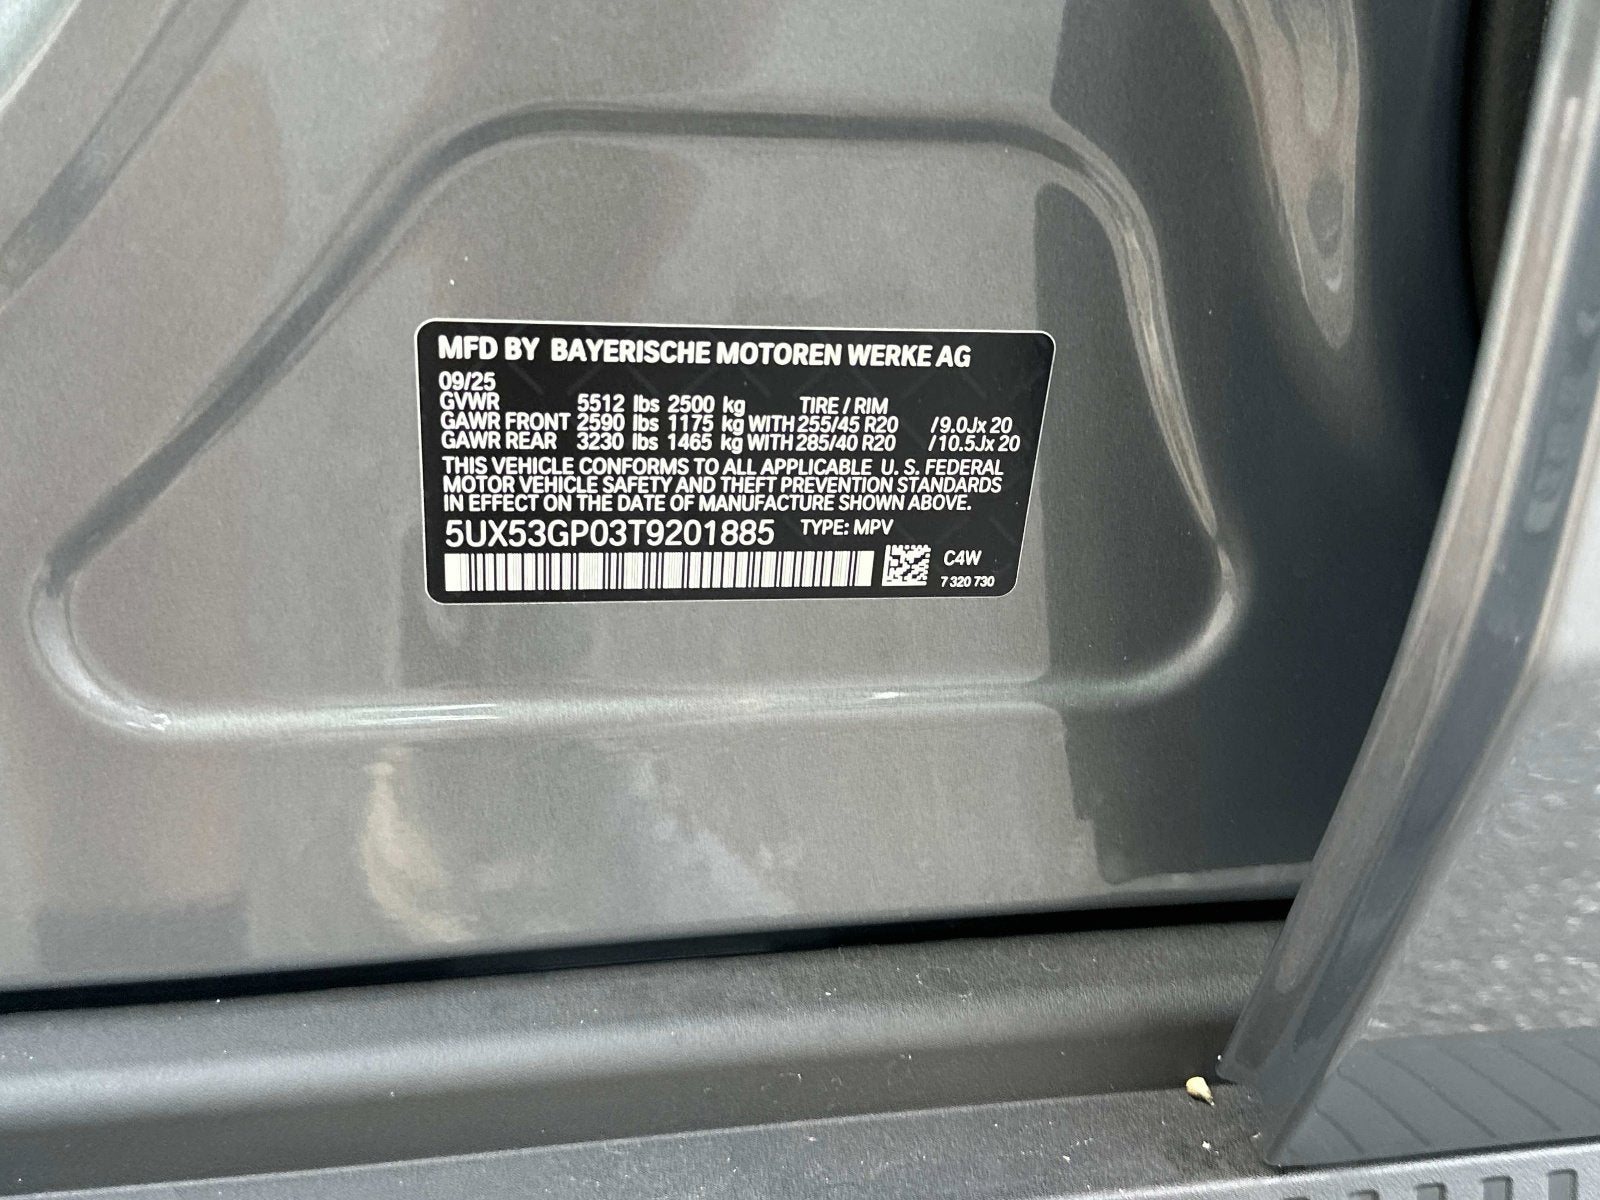 MFD BY BAYERISCHE MOTOREN WERKE AG
09/25
GVWR 5512 lbs 2500 kg TIRE / RIM
GAWR FRONT 2590 lbs 1175 kg WITH 255/45 R20 /9.0Jx 20
GAWR REAR 3230 lbs 1465 kg WITH 285/40 R20 /10.5Jx 20
THIS VEHICLE CONFORMS TO ALL APPLICABLE U. S. FEDERAL
MOTOR VEHICLE SAFETY AND THEFT PREVENTION STANDARDS
IN EFFECT ON THE DATE OF MANUFACTURE SHOWN ABOVE.
5UX53GP03T9201885 TYPE: MPV
C4W
7 320 730